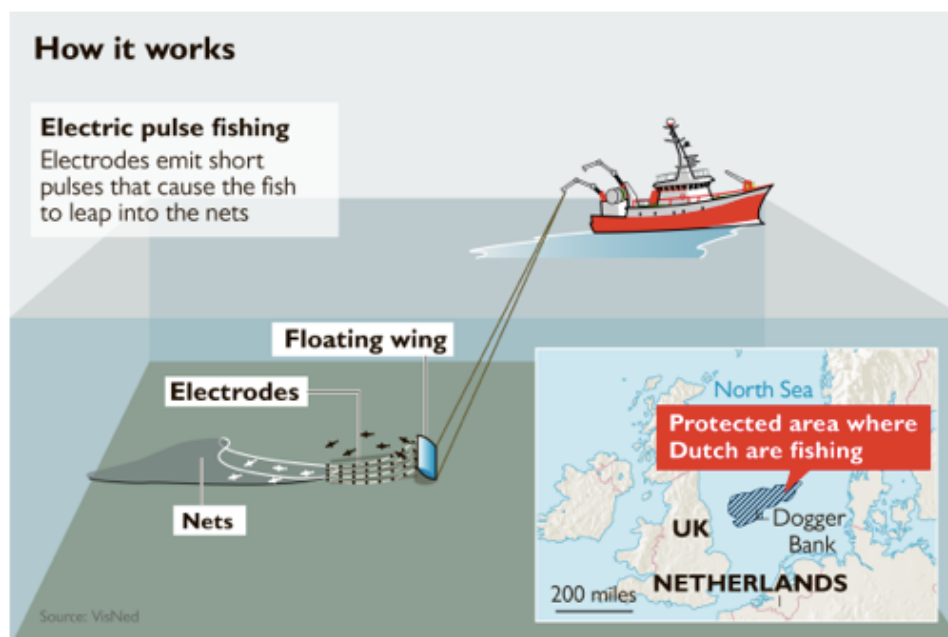 How it works
Electric pulse fishing
Electrodes emit short
pulses that cause the fish
to leap into the nets
Floating wing
Electrodes
Nets
North Sea
Protected area where
Dutch are fishing
Dogger
Bank
UK
NETHERLANDS
200 miles
Source: VisNed